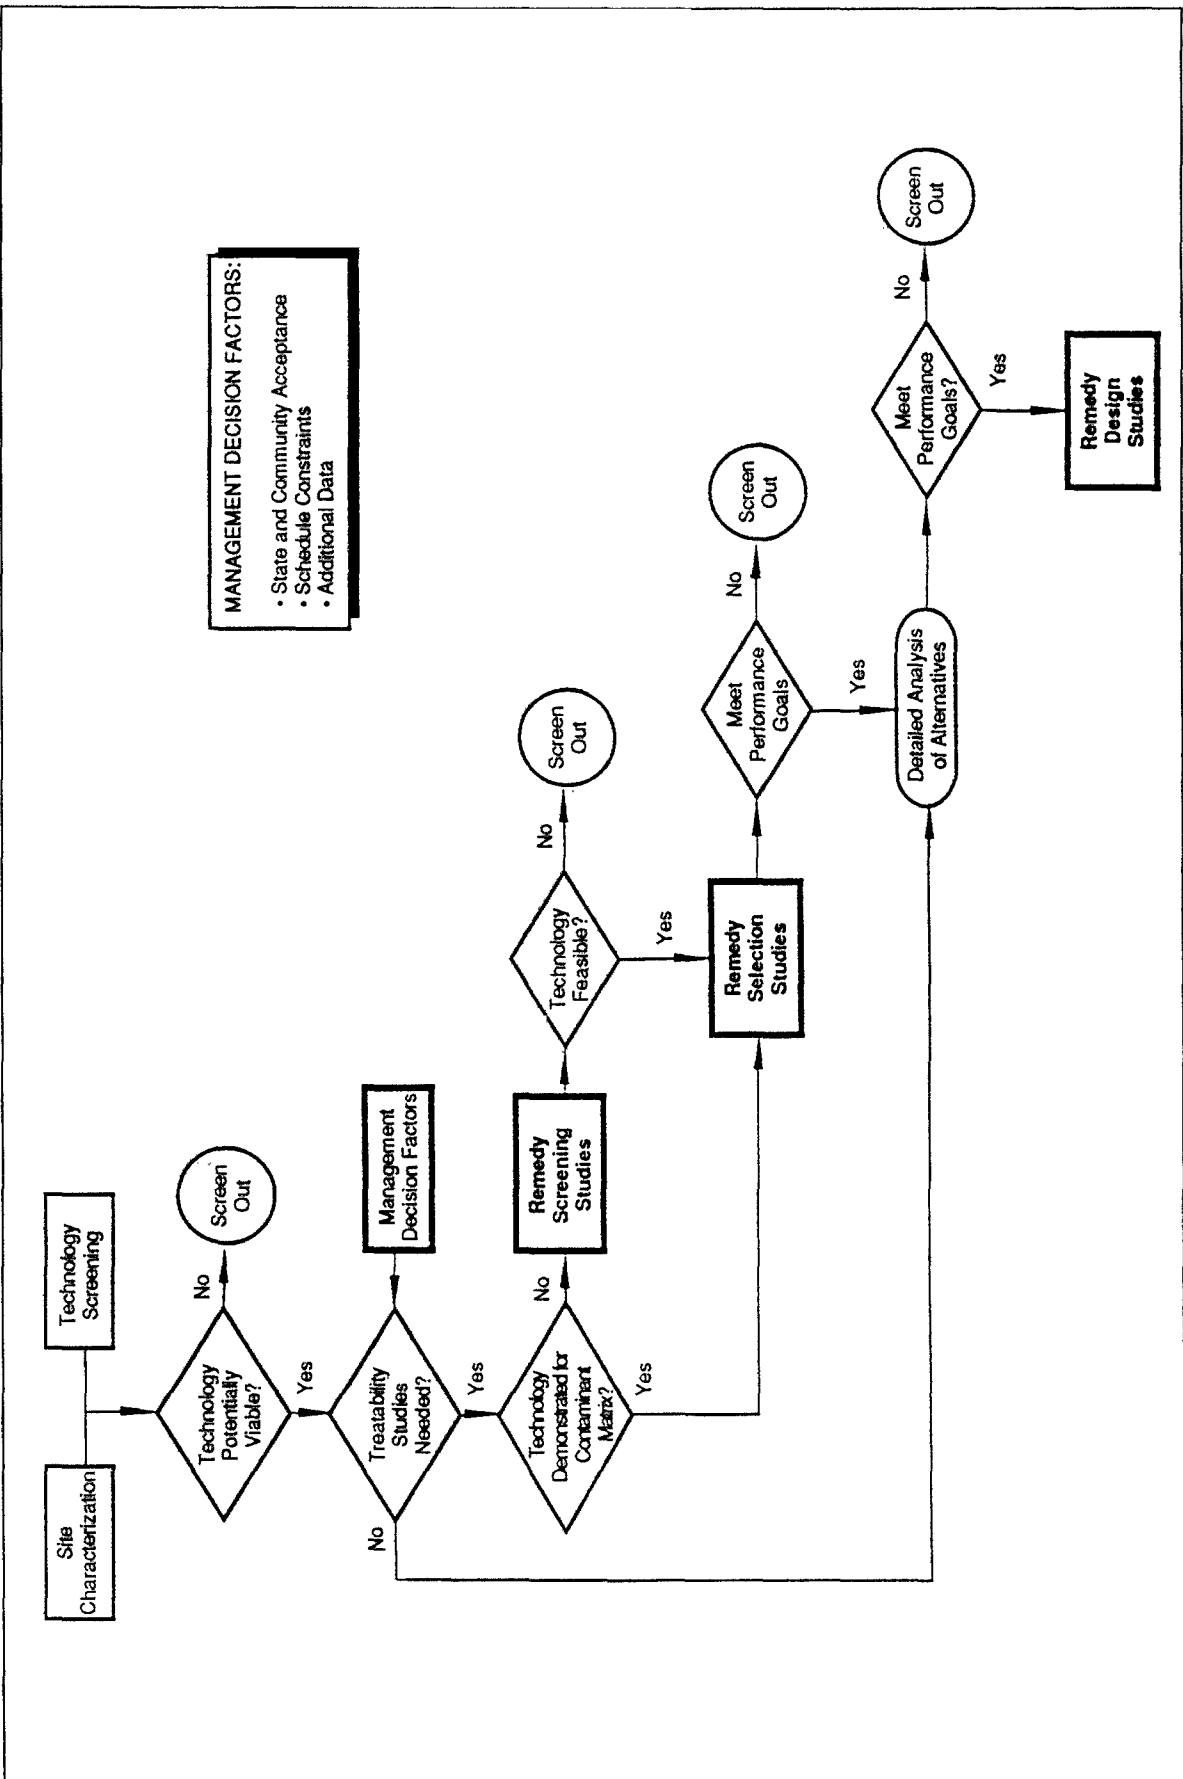 Site
Characterization
Technology
Screening
Technology
Potentially
Viable?
No
Screen
Out
Yes
Treatability
Studies
Needed?
Management
Decision Factors
No
Yes
Technology
Demonstrated for
Contaminant
Matrix?
No
Remedy
Screening
Studies
Technology
Feasible?
No
Screen
Out
Yes
Yes
Remedy
Selection
Studies
Meet
Performance
Goals
No
Screen
Out
Yes
Detailed Analysis
of Alternatives
Meet
Performance
Goals?
No
Screen
Out
Yes
Remedy
Design
Studies
MANAGEMENT DECISION FACTORS:
• State and Community Acceptance
• Schedule Constraints
• Additional Data